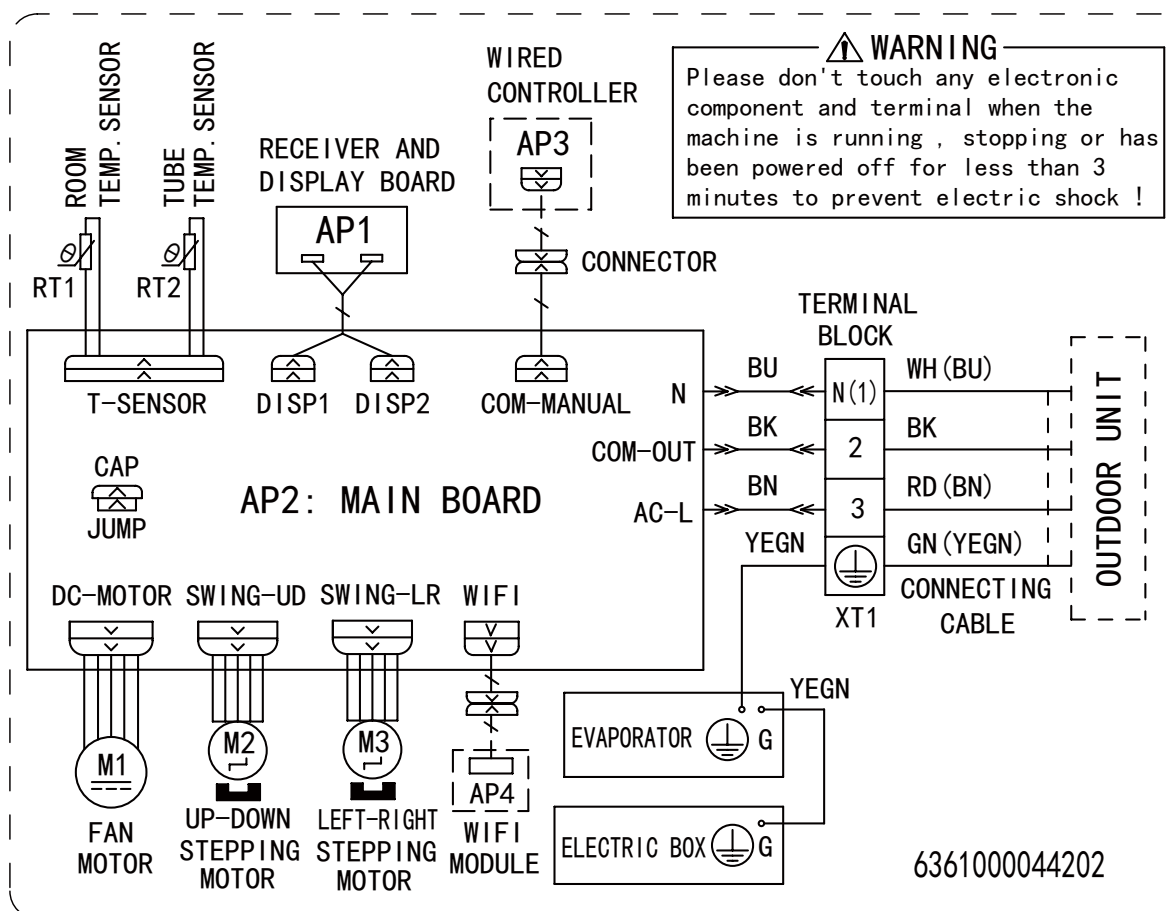 ROOM
TEMP. SENSOR
TUBE
TEMP. SENSOR
RT1
RT2
RECEIVER AND
DISPLAY BOARD
AP1
WIRED
CONTROLLER
AP3
CONNECTOR
WARNING
Please don't touch any electronic
component and terminal when the
machine is running , stopping or has
been powered off for less than 3
minutes to prevent electric shock !
T-SENSOR
DISP1
DISP2
COM-MANUAL
CAP
JUMP
AP2: MAIN BOARD
N
COM-OUT
AC-L
BU
BK
BN
YEGN
TERMINAL
BLOCK
N(1)
2
3
XT1
WH(BU)
BK
RD(BN)
GN(YEGN)
CONNECTING
CABLE
OUTDOOR UNIT
DC-MOTOR
SWING-UD
SWING-LR
WIFI
M1
FAN
MOTOR
M2
UP-DOWN
STEPPING
MOTOR
M3
LEFT-RIGHT
STEPPING
MOTOR
AP4
WIFI
MODULE
YEGN
EVAPORATOR
G
ELECTRIC BOX
G
6361000044202